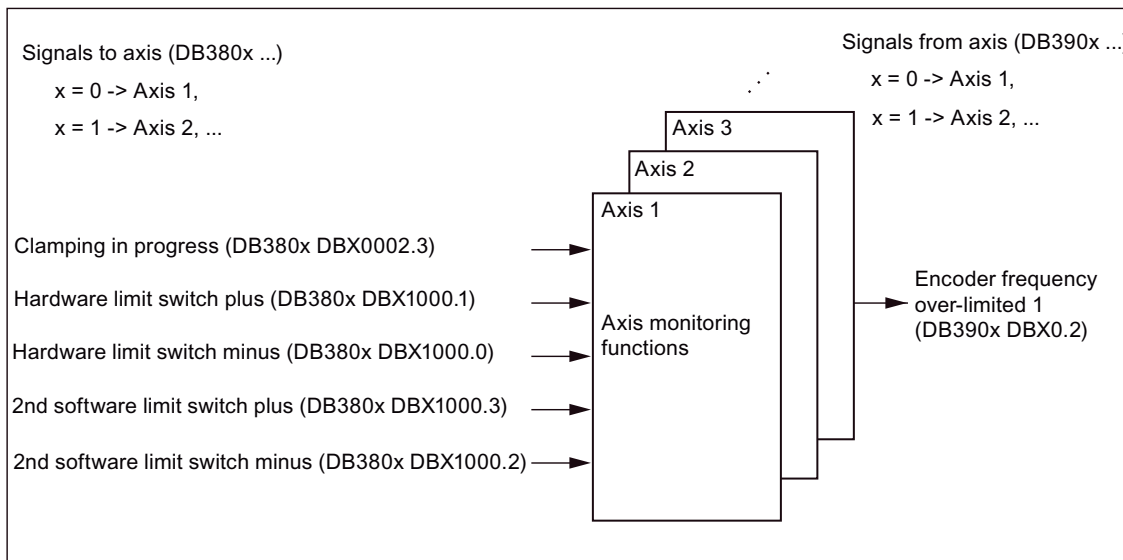 Signals to axis (DB380x ...)
x = 0 -> Axis 1,
x = 1 -> Axis 2, ...
Signals from axis (DB390x ...)
x = 0 -> Axis 1,
x = 1 -> Axis 2, ...
Axis 3
Axis 2
Axis 1
Clamping in progress (DB380x DBX0002.3)
Hardware limit switch plus (DB380x DBX1000.1)
Hardware limit switch minus (DB380x DBX1000.0)
2nd software limit switch plus (DB380x DBX1000.3)
2nd software limit switch minus (DB380x DBX1000.2)
Axis monitoring
functions
Encoder frequency
over-limited 1
(DB390x DBX0.2)